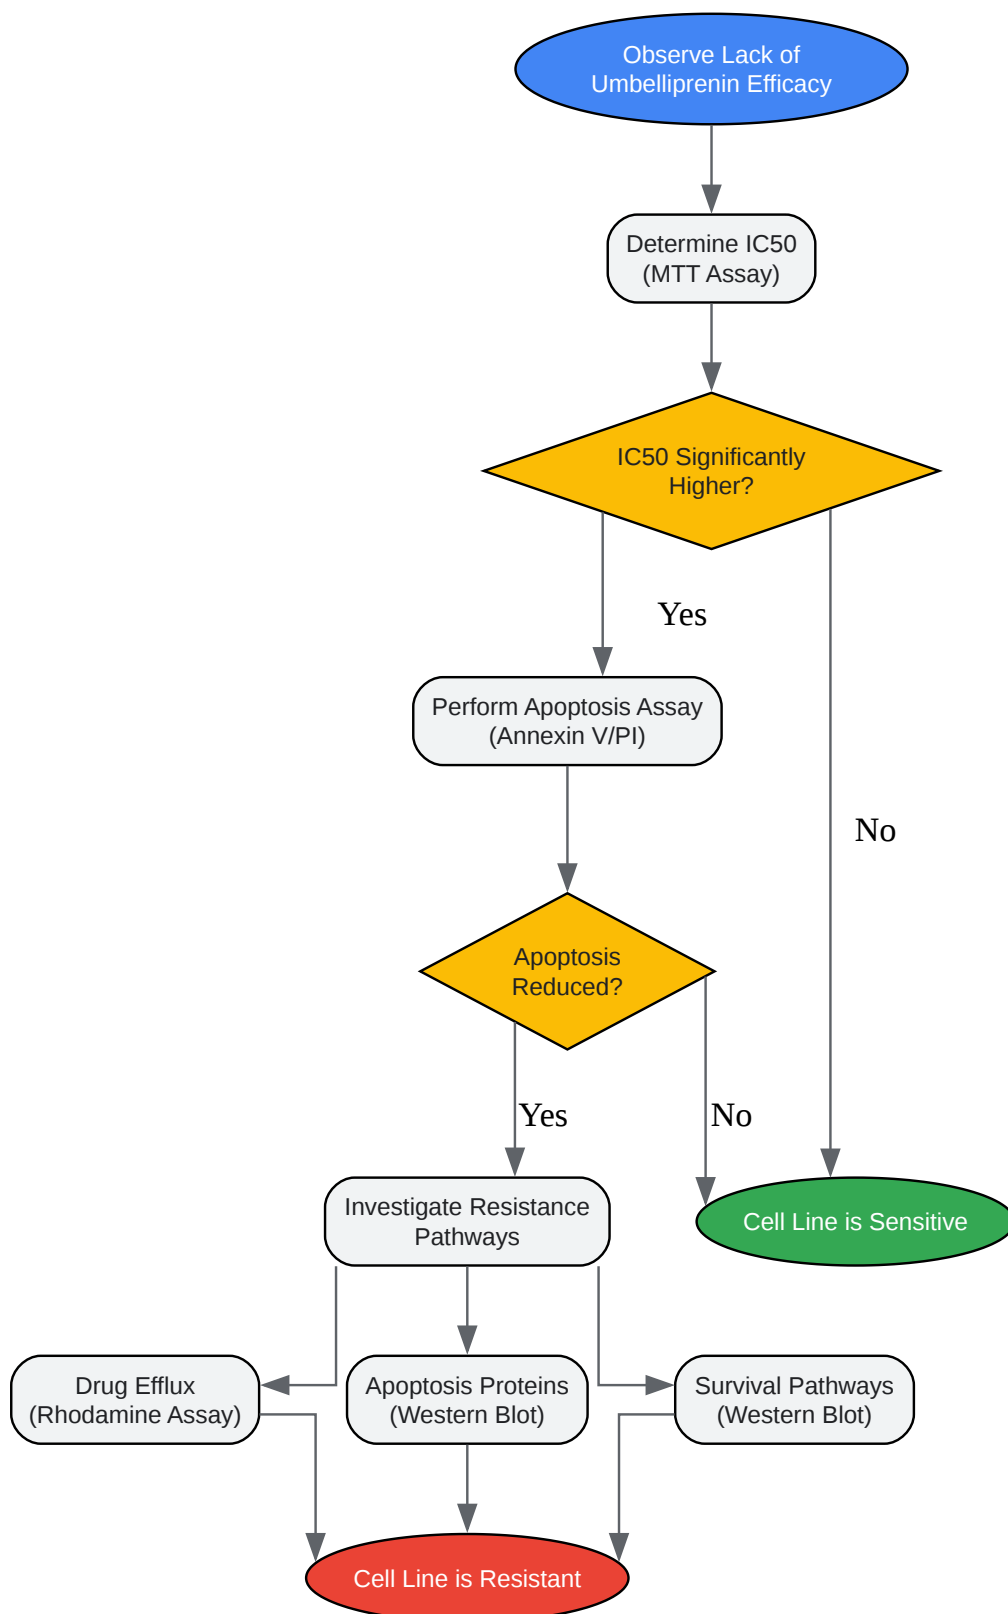 Observe Lack of
Umbelliprenin Efficacy
Determine IC50
(MTT Assay)
IC50 Significantly
Higher?
Yes
Perform Apoptosis Assay
(Annexin V/PI)
No
Apoptosis
Reduced?
Yes
No
Investigate Resistance
Pathways
Cell Line is Sensitive
Drug Efflux
(Rhodamine Assay)
Apoptosis Proteins
(Western Blot)
Survival Pathways
(Western Blot)
Cell Line is Resistant